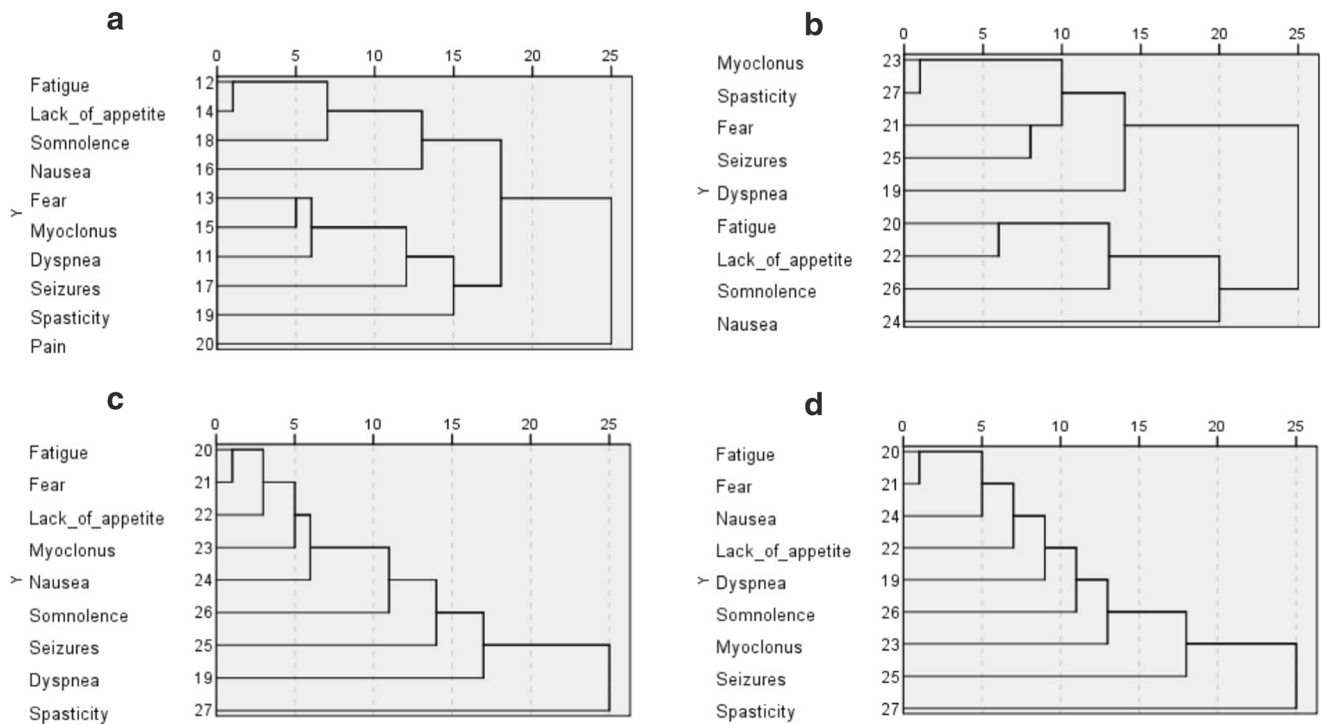 a
0 5 10 15 20 25
Fatigue 12
Lack_of_appetite 14
Somnolence 18
Nausea 16
Fear 13
Y
Myoclonus 15
Dyspnea 11
Seizures 17
Spasticity 19
Pain 20
b
0 5 10 15 20 25
Myoclonus 23
Spasticity 27
Fear 21
Seizures 25
Y Dyspnea 19
Fatigue 20
Lack_of_appetite 22
Somnolence 26
Nausea 24
c
0 5 10 15 20 25
Fatigue 20
Fear 21
Lack_of_appetite 22
Myoclonus 23
Y Nausea 24
Somnolence 26
Seizures 25
Dyspnea 19
Spasticity 27
d
0 5 10 15 20 25
Fatigue 20
Fear 21
Nausea 24
Lack_of_appetite 22
Y Dyspnea 19
Somnolence 26
Myoclonus 23
Seizures 25
Spasticity 27